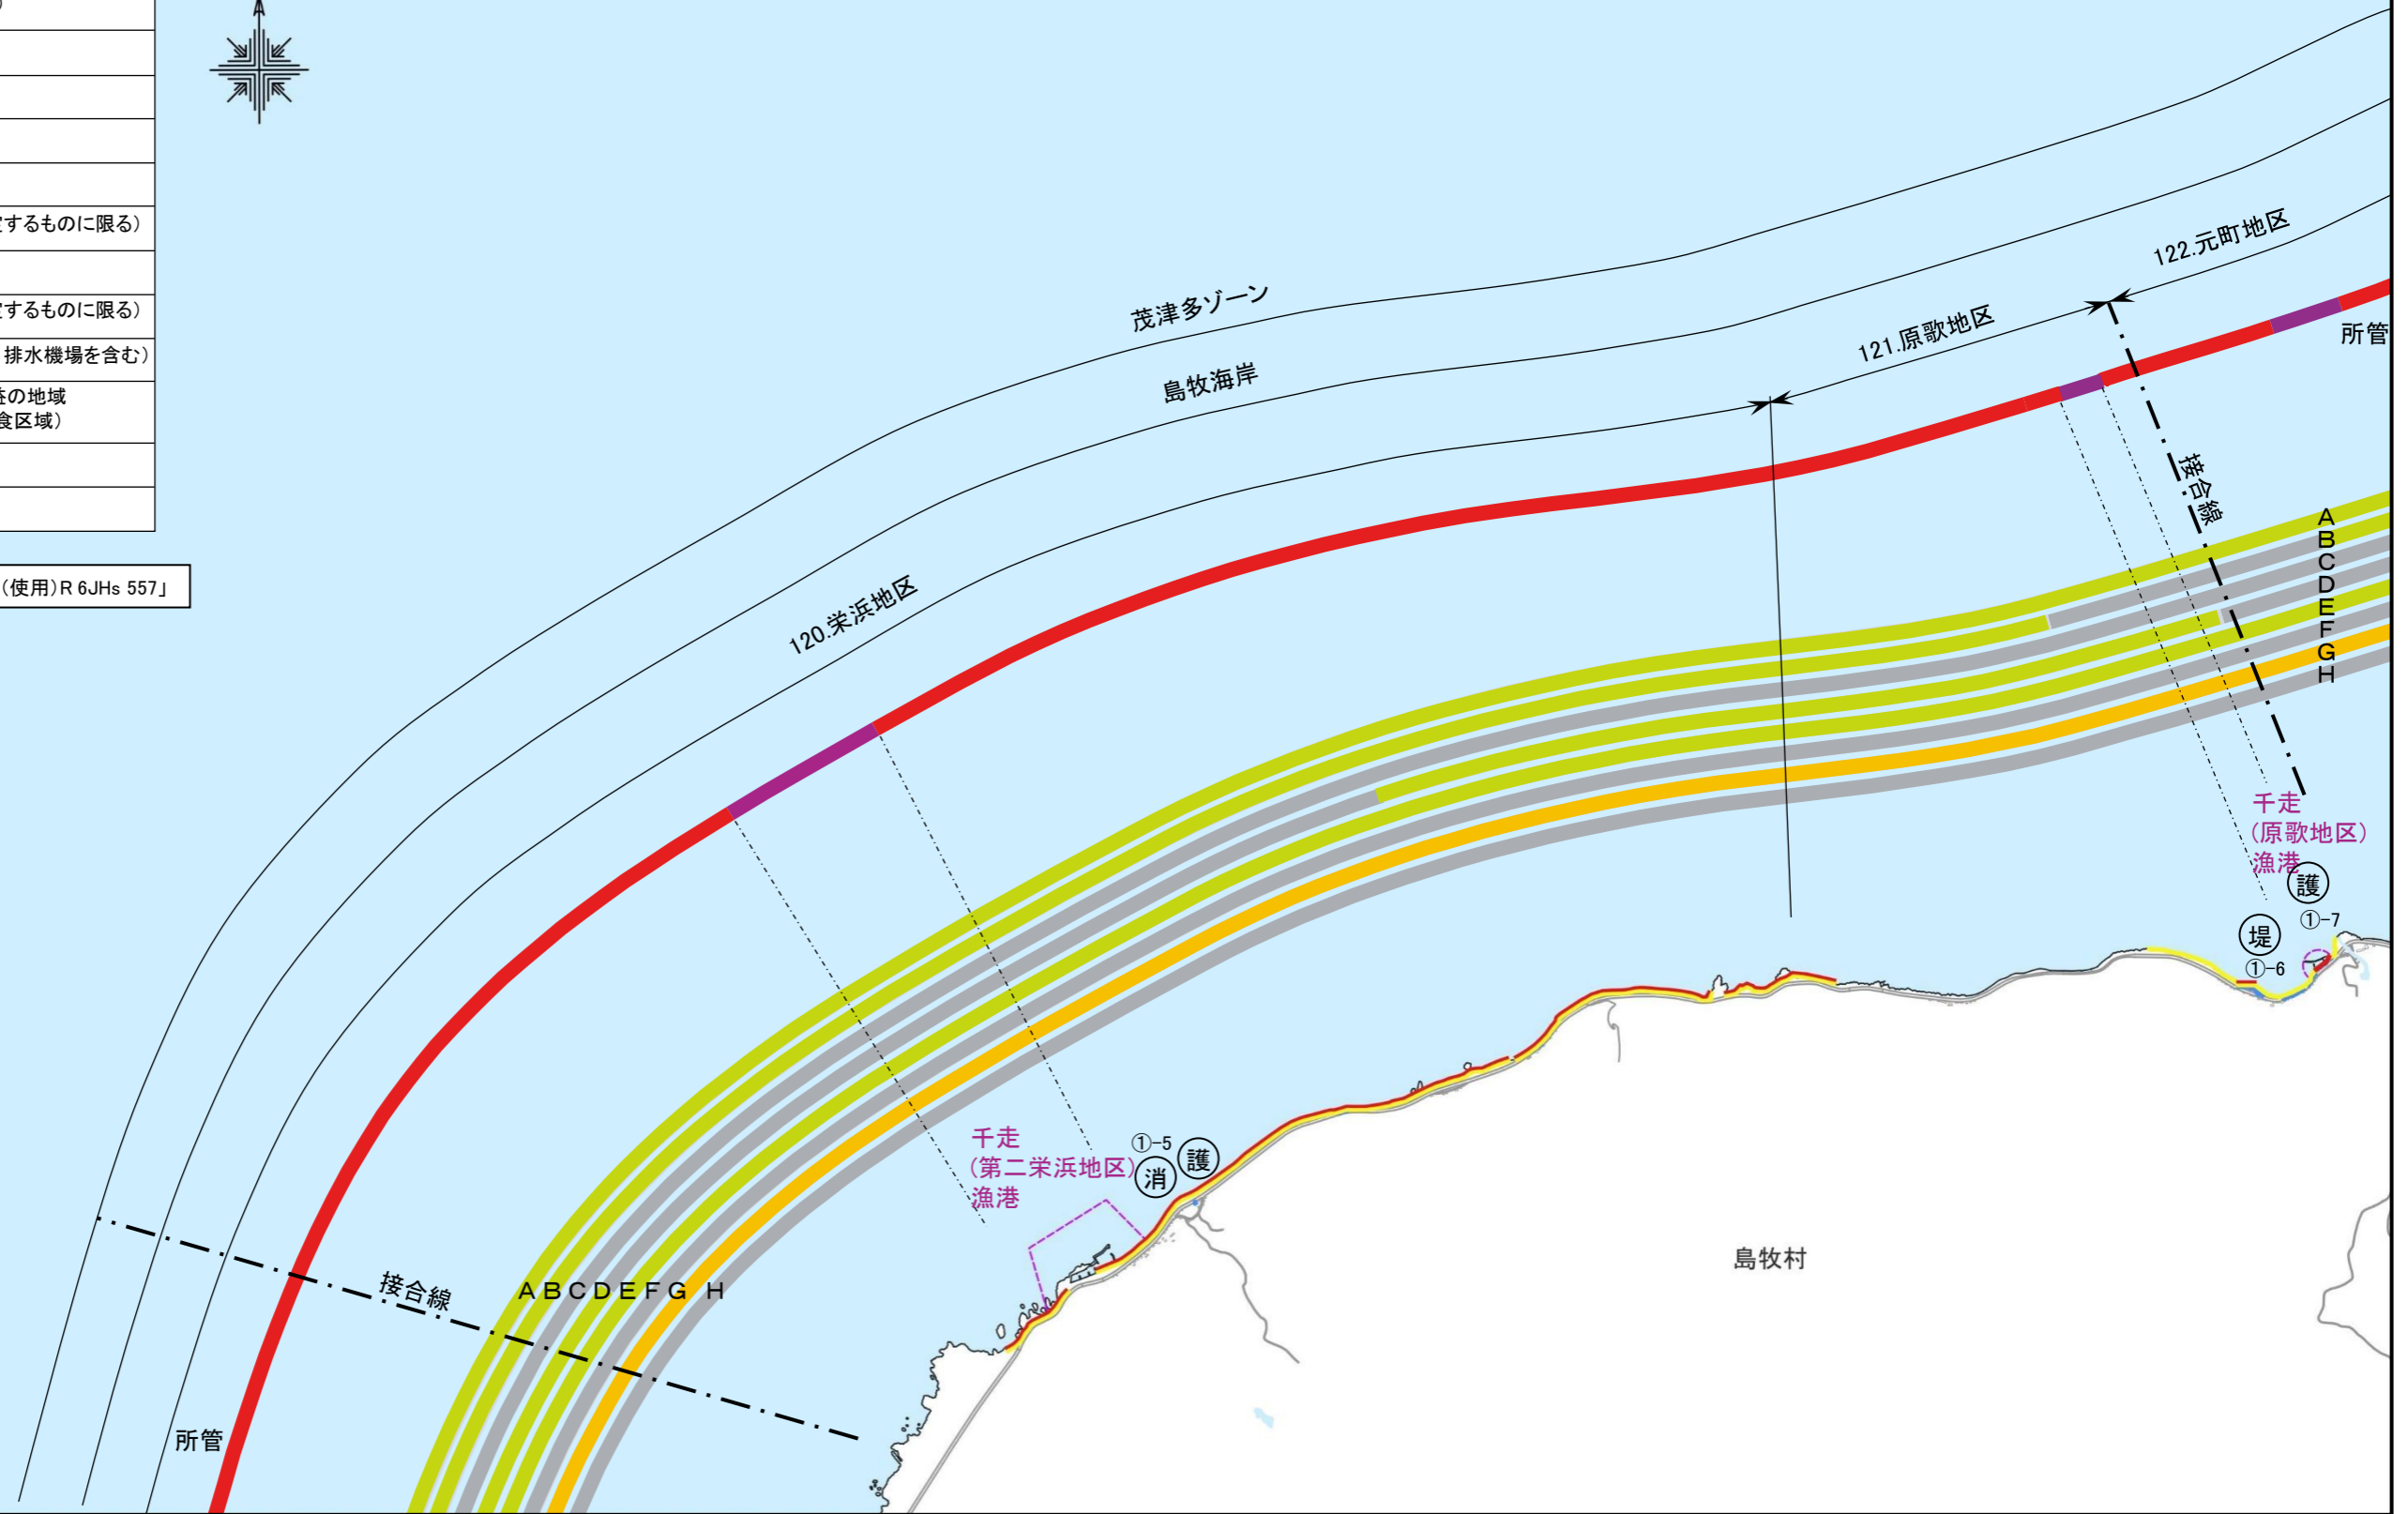 定するものに限る）
定するものに限る）
排水機場を含む）
益の地域
食区域）
（使用）R 6JHs 557」
茂津多ゾーン
島牧海岸
120.栄浜地区
121.原歌地区
122.元町地区
所管
接合線
A
B
C
D
E
F
G
H
千走
（原歌地区）
漁港
護
①-7
堤
①-6
千走
（第二栄浜地区）
漁港
①-5
消
護
島牧村
接合線
A B C D E F G H
所管